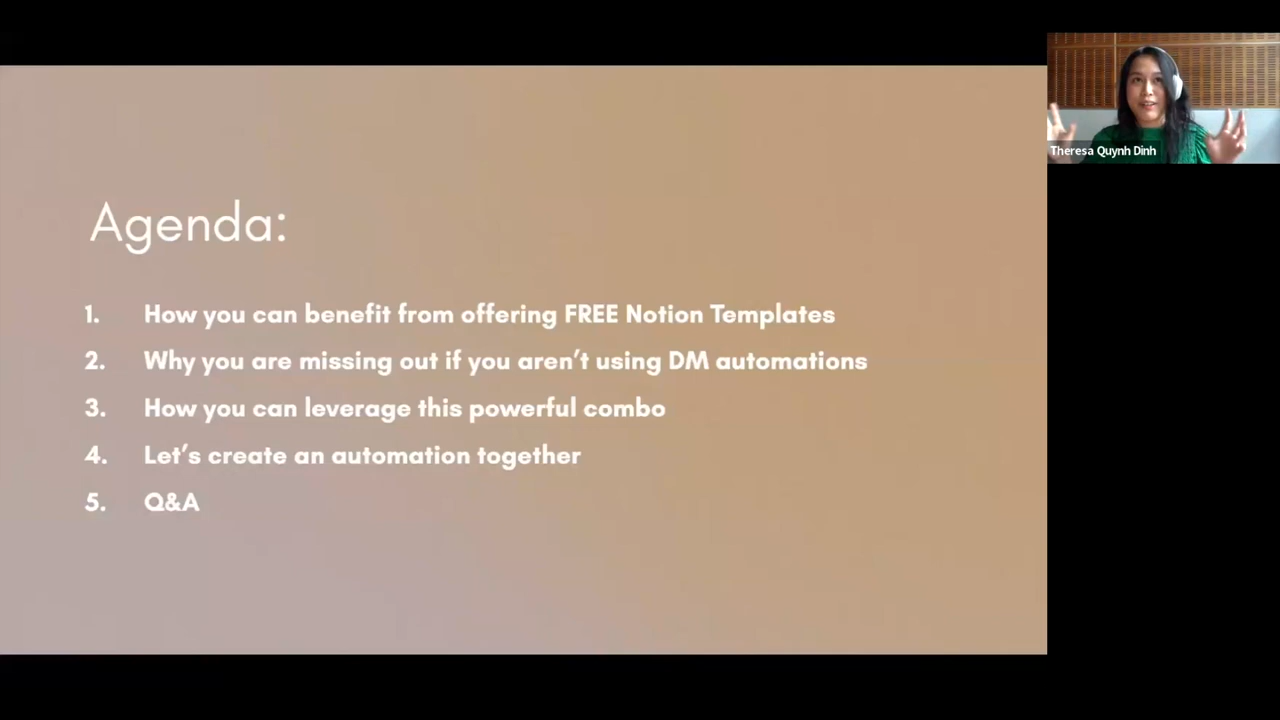 Agenda:
1. How you can benefit from offering FREE Notion Templates
2. Why you are missing out if you aren’t using DM automations
3. How you can leverage this powerful combo
4. Let’s create an automation together
5. Q&A
Theresa Quynh Dinh